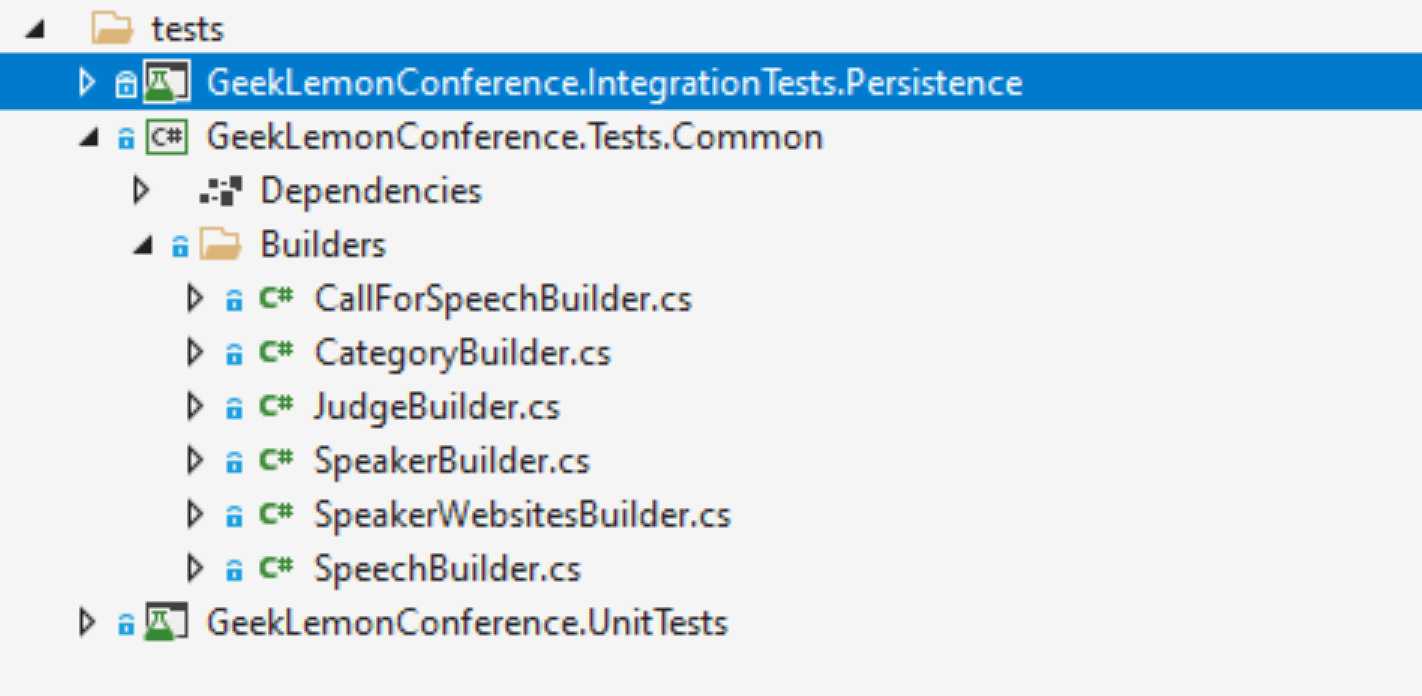 tests
GeekLemonConference.IntegrationTests.Persistence
C# GeekLemonConference.Tests.Common
Dependencies
Builders
C# CallForSpeechBuilder.cs
C# CategoryBuilder.cs
C# JudgeBuilder.cs
C# SpeakerBuilder.cs
C# SpeakerWebsitesBuilder.cs
C# SpeechBuilder.cs
GeekLemonConference.UnitTests